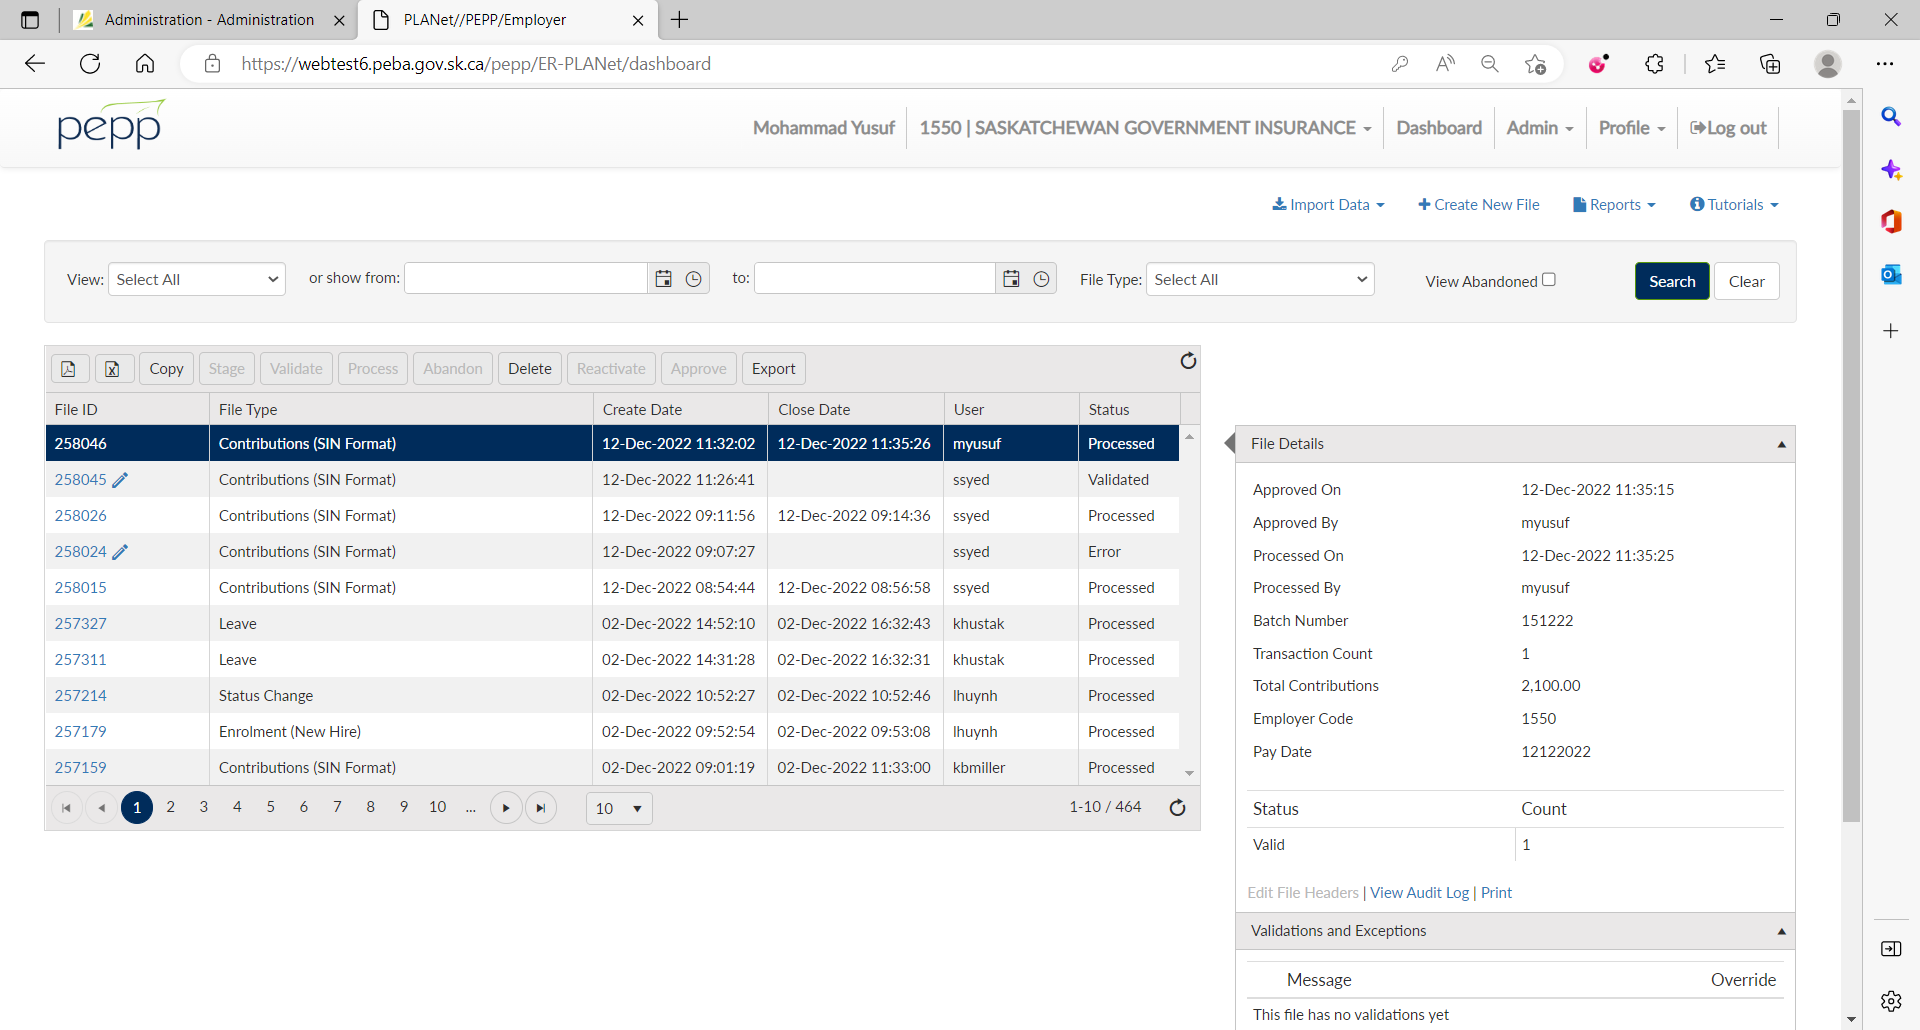 Administration - Administration
PLANet//PEPP/Employer
https://webtest6.peba.gov.sk.ca/pepp/ER-PLANet/dashboard
pepp
Mohammad Yusuf
1550 | SASKATCHEWAN GOVERNMENT INSURANCE
Dashboard
Admin
Profile
Log out
Import Data
Create New File
Reports
Tutorials
View: Select All or show from: to: File Type: Select All View Abandoned Search Clear
Copy Stage Validate Process Abandon Delete Reactivate Approve Export
File ID File Type Create Date Close Date User Status
258046 Contributions (SIN Format) 12-Dec-2022 11:32:02 12-Dec-2022 11:35:26 myusuf Processed
258045 Contributions (SIN Format) 12-Dec-2022 11:26:41 ssyed Validated
258026 Contributions (SIN Format) 12-Dec-2022 09:11:56 12-Dec-2022 09:14:36 ssyed Processed
258024 Contributions (SIN Format) 12-Dec-2022 09:07:27 ssyed Error
258015 Contributions (SIN Format) 12-Dec-2022 08:54:44 12-Dec-2022 08:56:58 ssyed Processed
257327 Leave 02-Dec-2022 14:52:10 02-Dec-2022 16:32:43 khustak Processed
257311 Leave 02-Dec-2022 14:31:28 02-Dec-2022 16:32:31 khustak Processed
257214 Status Change 02-Dec-2022 10:52:27 02-Dec-2022 10:52:46 lhuynh Processed
257179 Enrolment (New Hire) 02-Dec-2022 09:52:54 02-Dec-2022 09:53:08 lhuynh Processed
257159 Contributions (SIN Format) 02-Dec-2022 09:01:19 02-Dec-2022 11:33:00 kbmiller Processed
1 2 3 4 5 6 7 8 9 10 ... 10 1-10 / 464
File Details
Approved On 12-Dec-2022 11:35:15
Approved By myusuf
Processed On 12-Dec-2022 11:35:25
Processed By myusuf
Batch Number 151222
Transaction Count 1
Total Contributions 2,100.00
Employer Code 1550
Pay Date 12122022
Status Count
Valid 1
Edit File Headers | View Audit Log | Print
Validations and Exceptions
Message Override
This file has no validations yet